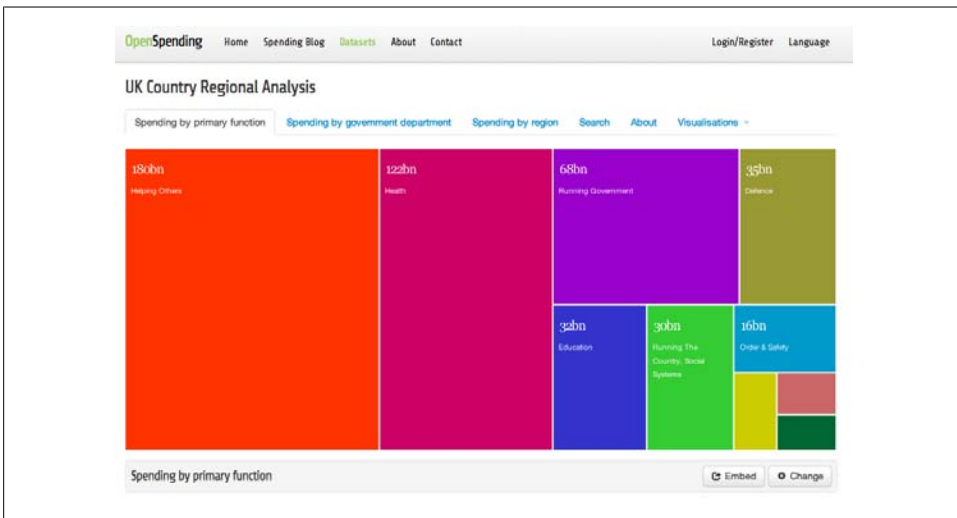 OpenSpending Home Spending Blog Datasets About Contact Login/Register Language
UK Country Regional Analysis
Spending by primary function Spending by government department Spending by region Search About Visualisations
180bn
Helping Others
122bn
Health
68bn
Running Government
35bn
Defence
32bn
Education
30bn
Running The
Country, Social
Systems
16bn
Order & Safety
Spending by primary function Embed Change